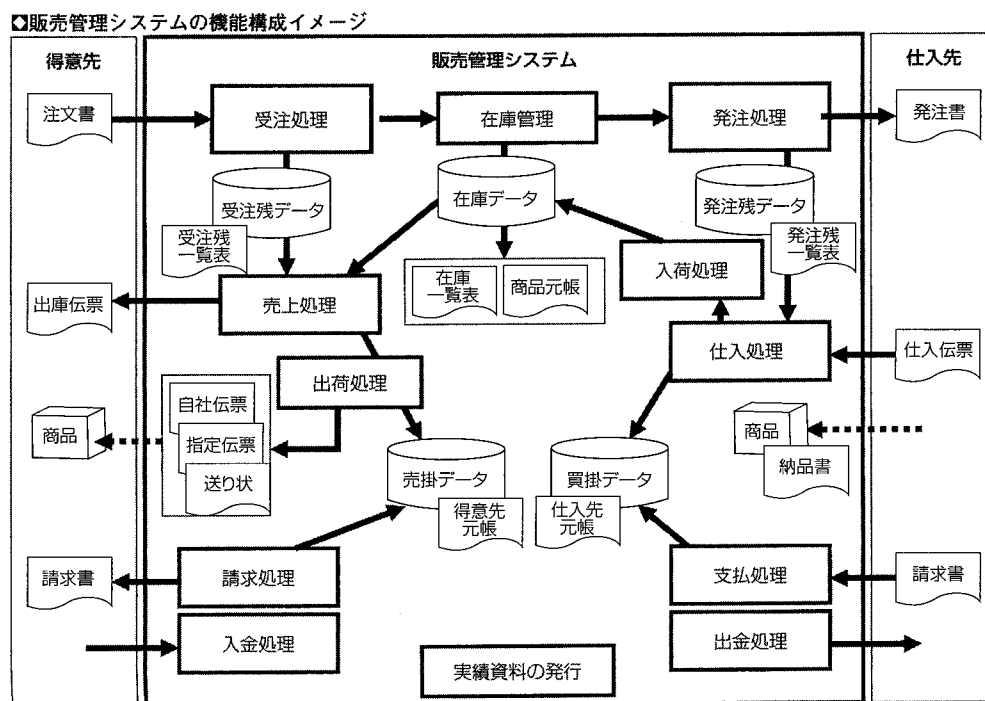 ◘販売管理システムの機能構成イメージ
得意先
販売管理システム
仕入先
注文書
受注処理
在庫管理
発注処理
発注書
受注残データ
在庫データ
発注残データ
受注残
一覧表
発注残
一覧表
入荷処理
在庫
一覧表
商品元帳
出庫伝票
売上処理
仕入処理
仕入伝票
出荷処理
自社伝票
商品
指定伝票
送り状
商品
納品書
売掛データ
買掛データ
得意先
元帳
仕入先
元帳
請求書
請求処理
支払処理
請求書
入金処理
出金処理
実績資料の発行